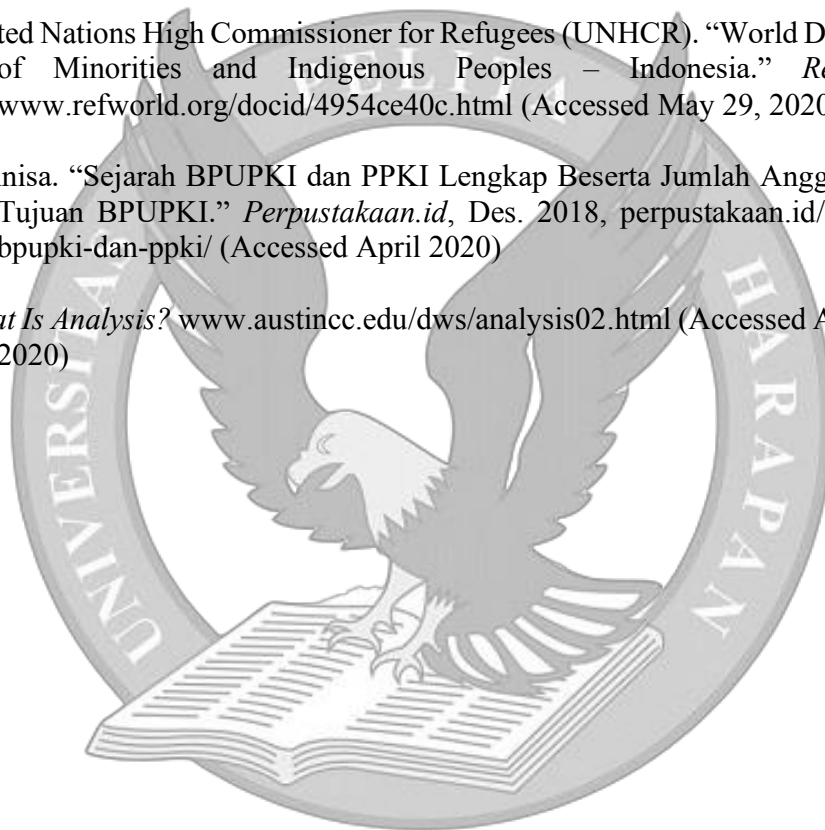 ted Nations High Commissioner for Refugees (UNHCR). “World D
of Minorities and Indigenous Peoples – Indonesia.” Re
www.refworld.org/docid/4954ce40c.html (Accessed May 29, 2020
nisa. “Sejarah BPUPKI dan PPKI Lengkap Beserta Jumlah Angg
Tujuan BPUPKI.” Perpustakaan.id, Des. 2018, perpustakaan.id/
bpupki-dan-ppki/ (Accessed April 2020)
at Is Analysis? www.austincc.edu/dws/analysis02.html (Accessed A
2020)
UNIVERSITAS PELITA HARAPAN